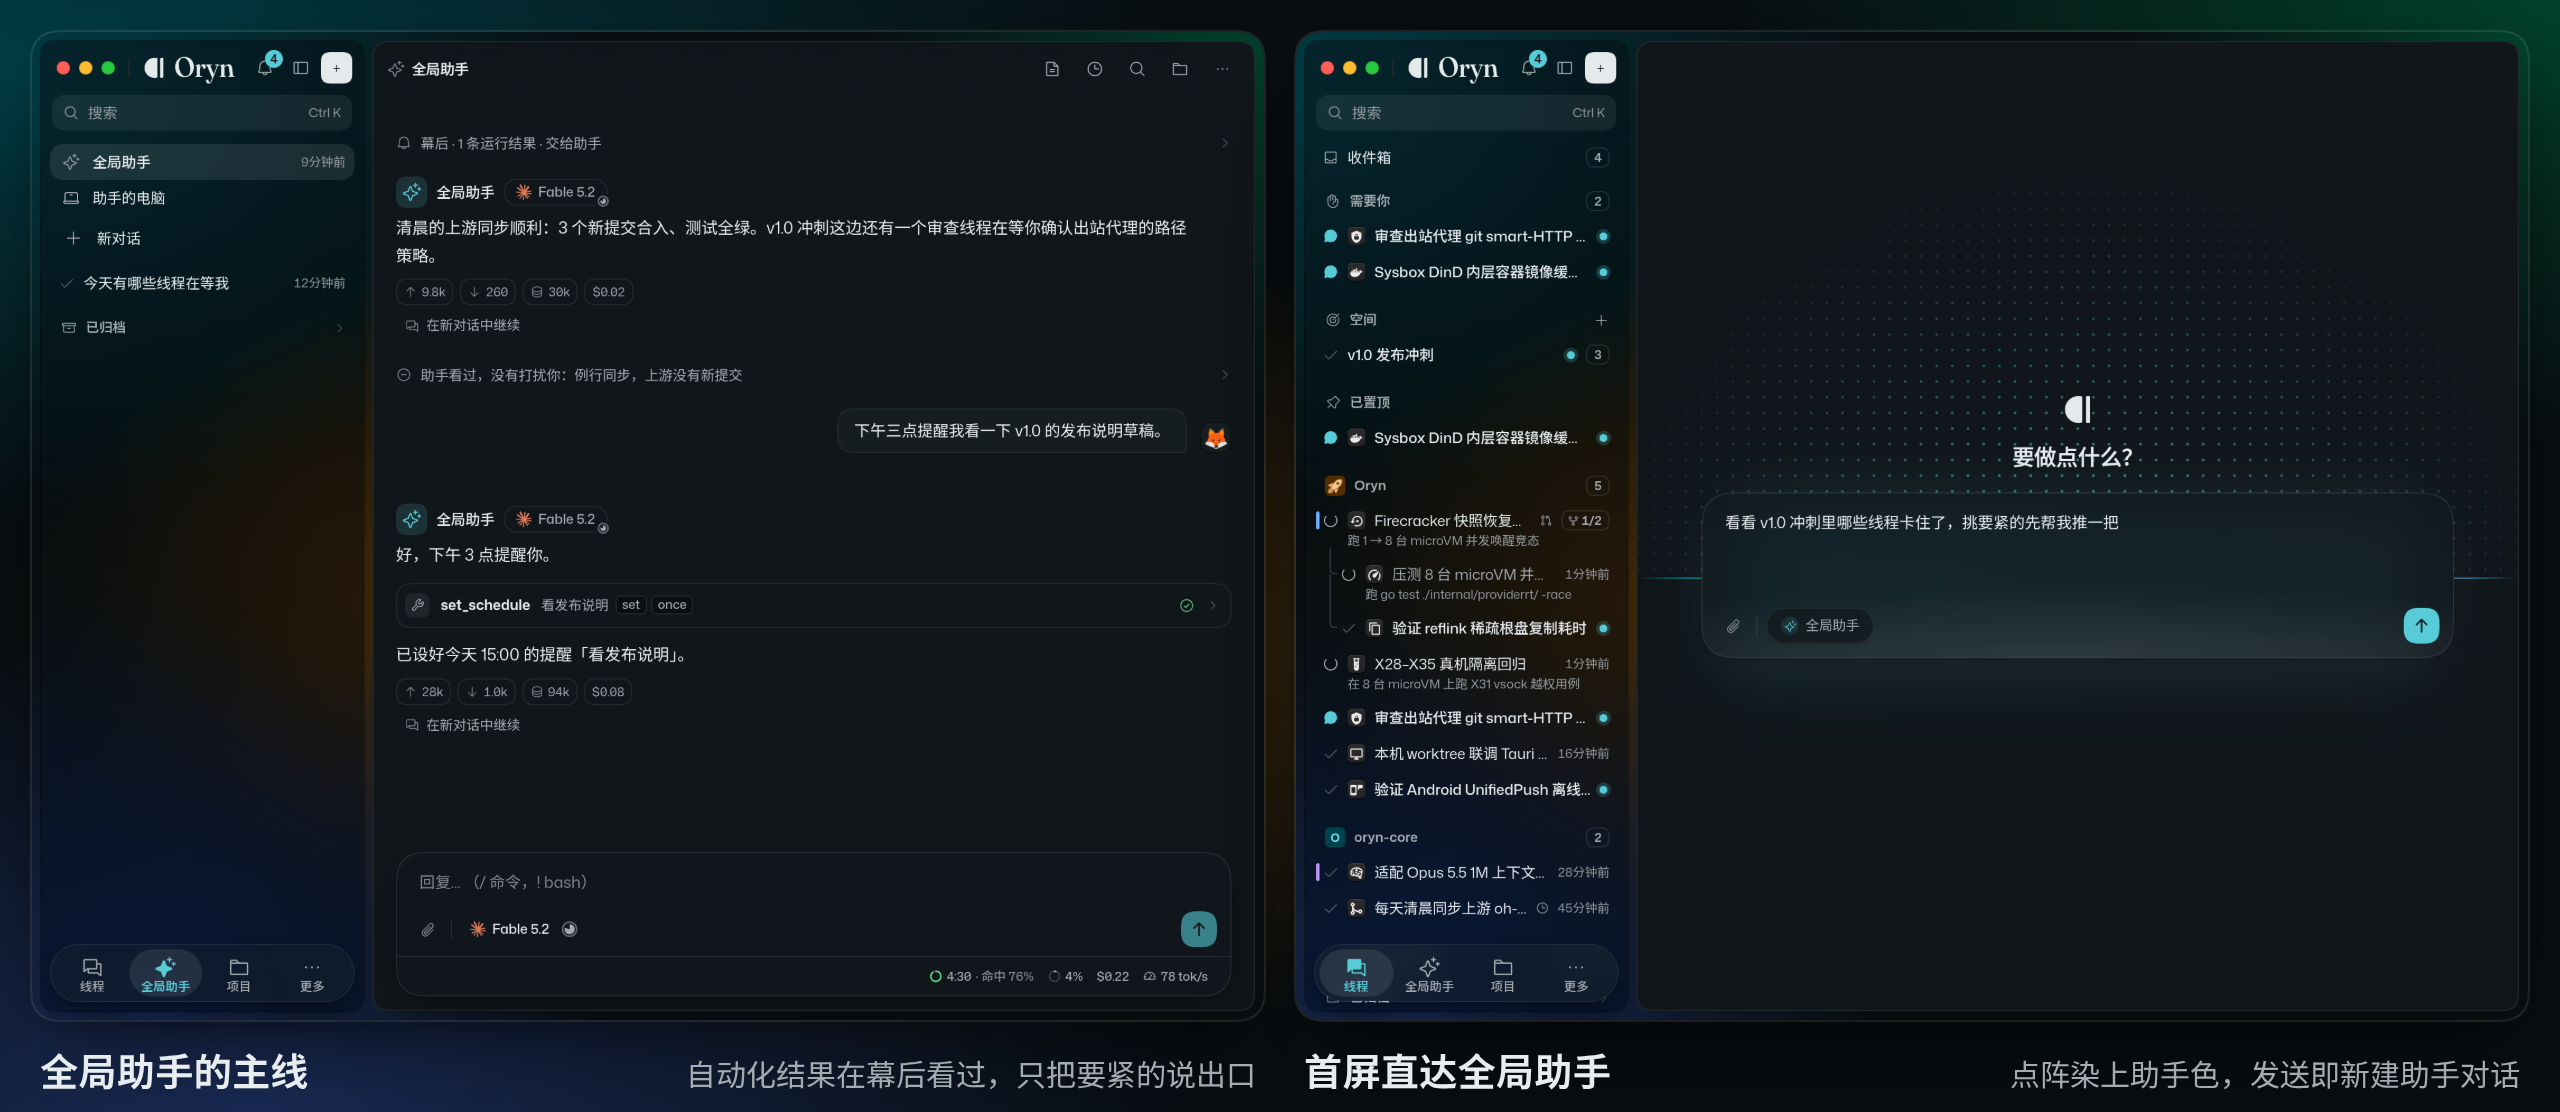 Oryn
4
搜索
Ctrl K
全局助手
9分钟前
助手的电脑
新对话
今天有哪些线程在等我
12分钟前
已归档
线程
全局助手
项目
更多
全局助手
幕后 · 1 条运行结果 · 交给助手
全局助手
Fable 5.2
清晨的上游同步顺利：3 个新提交合入、测试全绿。v1.0 冲刺这边还有一个审查线程在等你确认出站代理的路径
策略。
9.8k
260
30k
$0.02
在新对话中继续
助手看过，没有打扰你：例行同步，上游没有新提交
下午三点提醒我看一下 v1.0 的发布说明草稿。
全局助手
Fable 5.2
好，下午 3 点提醒你。
set_schedule 看发布说明 set once
已设好今天 15:00 的提醒「看发布说明」。
28k
1.0k
94k
$0.08
在新对话中继续
回复... （/ 命令，! bash）
Fable 5.2
4:30 · 命中 76%
4%
$0.22
78 tok/s
全局助手的主线
自动化结果在幕后看过，只把要紧的说出口
Oryn
4
搜索
Ctrl K
收件箱
4
需要你
2
审查出站代理 git smart-HTTP ...
Sysbox DinD 内层容器镜像缓...
空间
v1.0 发布冲刺
3
已置顶
Sysbox DinD 内层容器镜像缓...
Oryn
5
Firecracker 快照恢复...
1/2
跑 1 → 8 台 microVM 并发唤醒竞态
压测 8 台 microVM 并...
1分钟前
跑 go test ./internal/providerrt/ -race
验证 reflink 稀疏根盘复制耗时
X28–X35 真机隔离回归
1分钟前
在 8 台 microVM 上跑 X31 vsock 越权用例
审查出站代理 git smart-HTTP ...
本机 worktree 联调 Tauri ...
16分钟前
验证 Android UnifiedPush 离线...
O
oryn-core
2
适配 Opus 5.5 1M 上下文...
28分钟前
每天清晨同步上游 oh-...
45分钟前
线程
全局助手
项目
更多
要做点什么？
看看 v1.0 冲刺里哪些线程卡住了，挑要紧的先帮我推一把
全局助手
首屏直达全局助手
点阵染上助手色，发送即新建助手对话